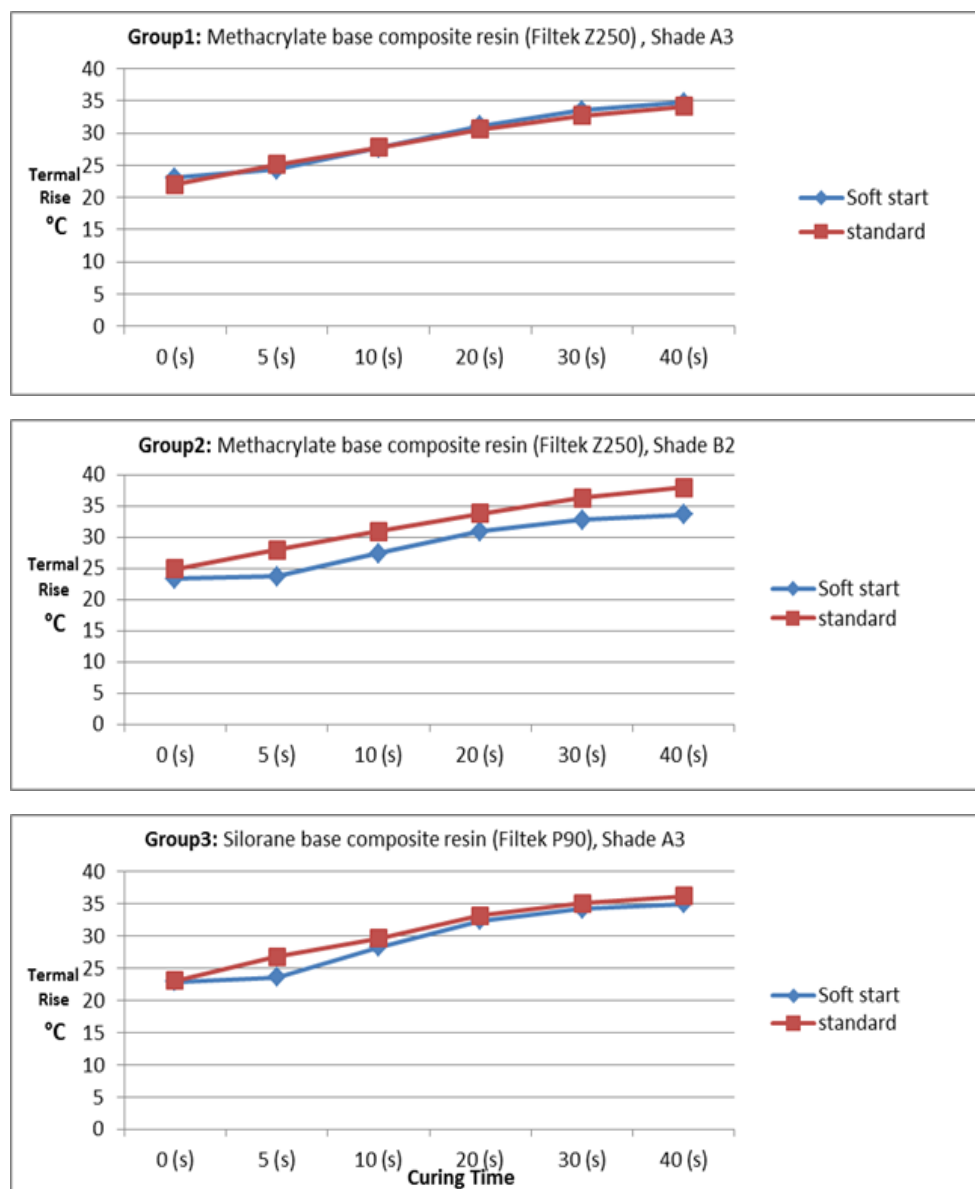 Group1: Methacrylate base composite resin (Filtek Z250) , Shade A3
40
35
30
25
20
15
10
5
0
Termal
Rise
°C
0 (s) 5 (s) 10 (s) 20 (s) 30 (s) 40 (s)
Soft start
standard
Group2: Methacrylate base composite resin (Filtek Z250), Shade B2
40
35
30
25
20
15
10
5
0
Termal
Rise
°C
0 (s) 5 (s) 10 (s) 20 (s) 30 (s) 40 (s)
Soft start
standard
Group3: Silorane base composite resin (Filtek P90), Shade A3
40
35
30
25
20
15
10
5
0
Termal
Rise
°C
0 (s) 5 (s) 10 (s) 20 (s) 30 (s) 40 (s)
Curing Time
Soft start
standard